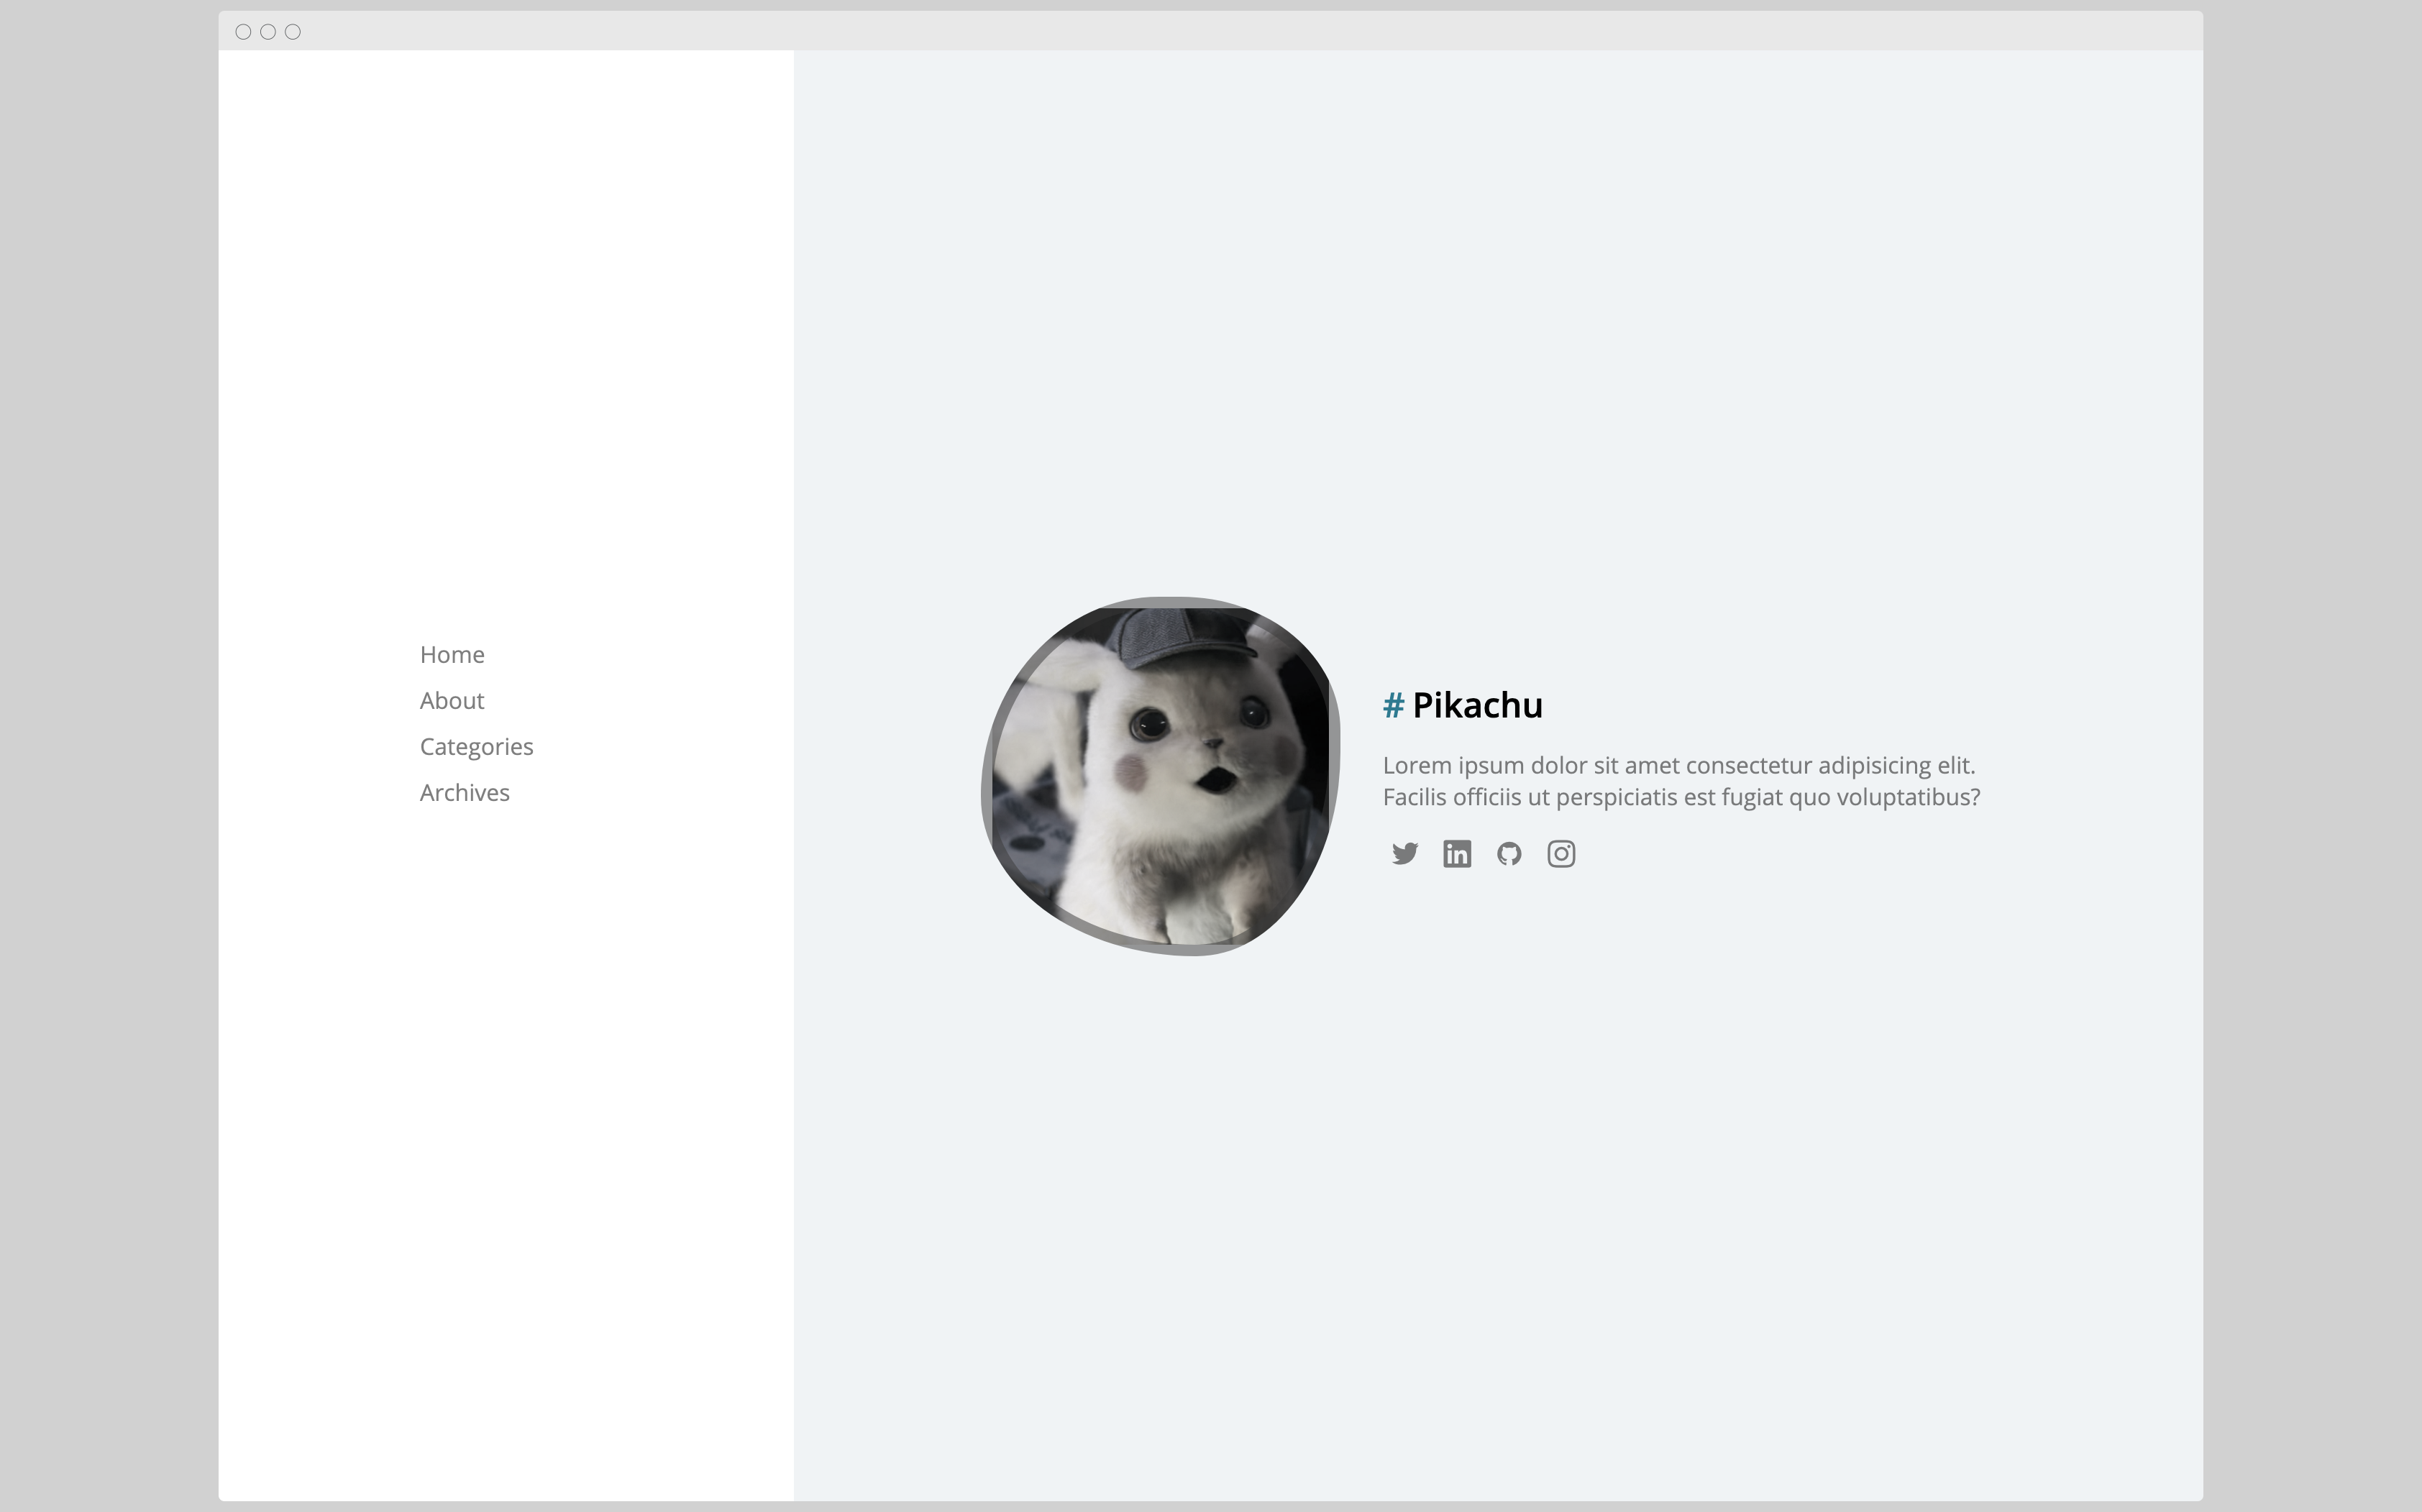 Home
About
Categories
Archives
# Pikachu
Lorem ipsum dolor sit amet consectetur adipisicing elit.
Facilis officiis ut perspiciatis est fugiat quo voluptatibus?
in